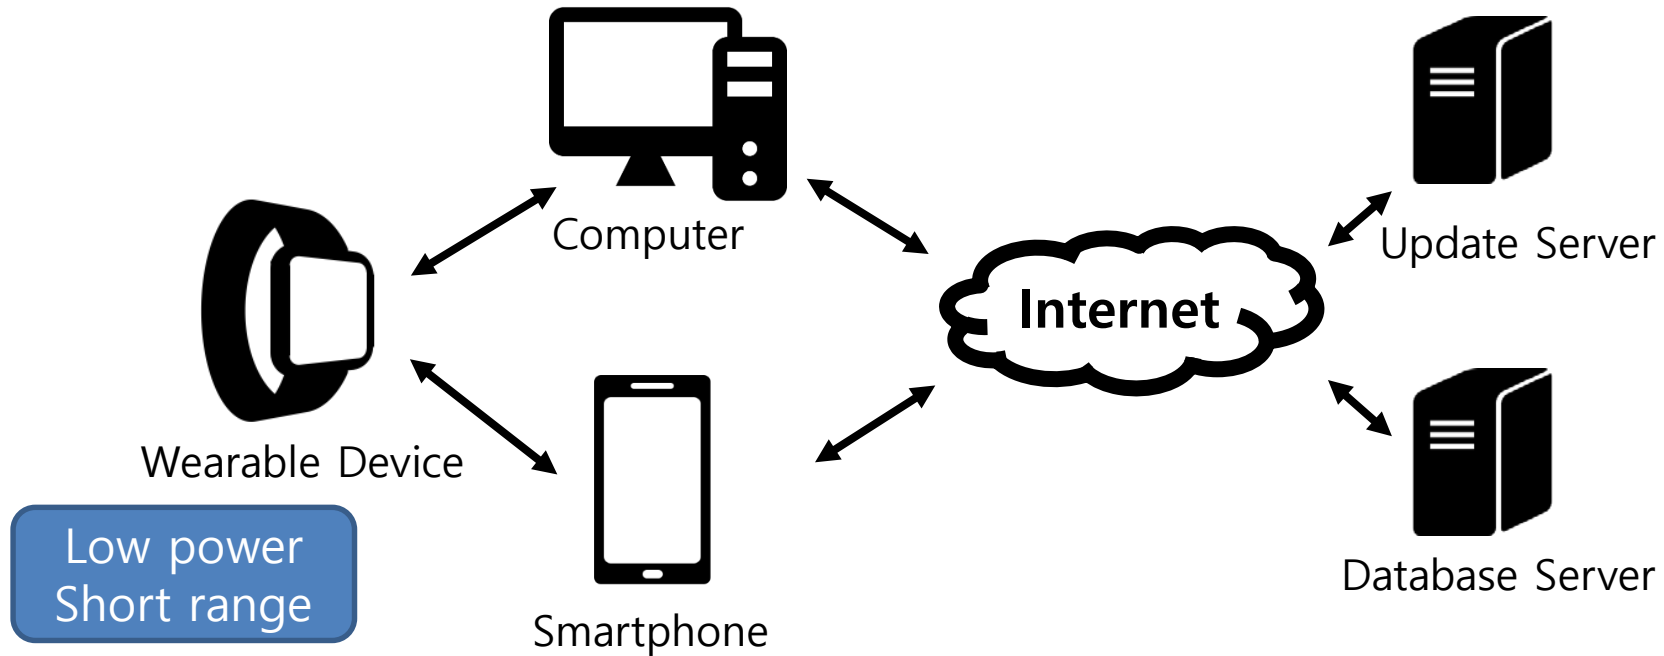 Computer
Update Server
Internet
Wearable Device
Low power
Short range
Database Server
Smartphone